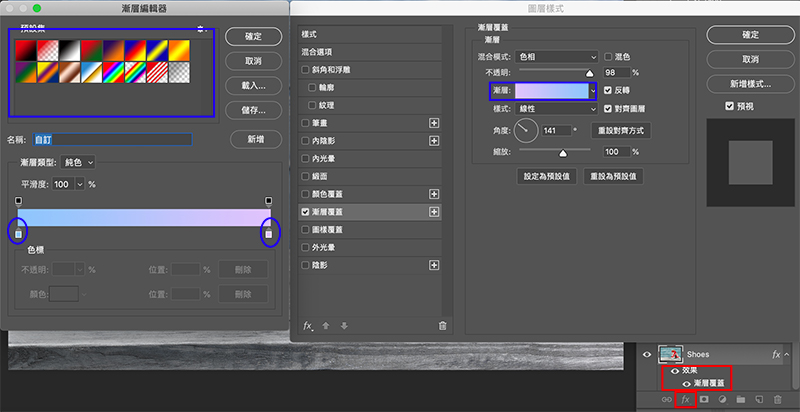 漸層編輯器
預設集
確定
取消
載入...
儲存...
名稱:
自訂
新增
漸層類型:
純色
平滑度:
100
%
色標
不透明:
%
位置:
%
刪除
顏色:
位置:
%
刪除
圖層樣式
樣式
混合選項
斜角和浮雕
輪廓
紋理
筆畫
內陰影
內光暈
緞面
顏色覆蓋
漸層覆蓋
圖樣覆蓋
外光暈
陰影
fx
漸層覆蓋
漸層
混合模式:
色相
混色
不透明:
98
%
漸層:
反轉
樣式:
線性
對齊圖層
角度:
141
°
重設對齊方式
縮放:
100
%
設定為預設值
重設為預設值
確定
取消
新增樣式...
預視
Shoes
fx
效果
漸層覆蓋
fx